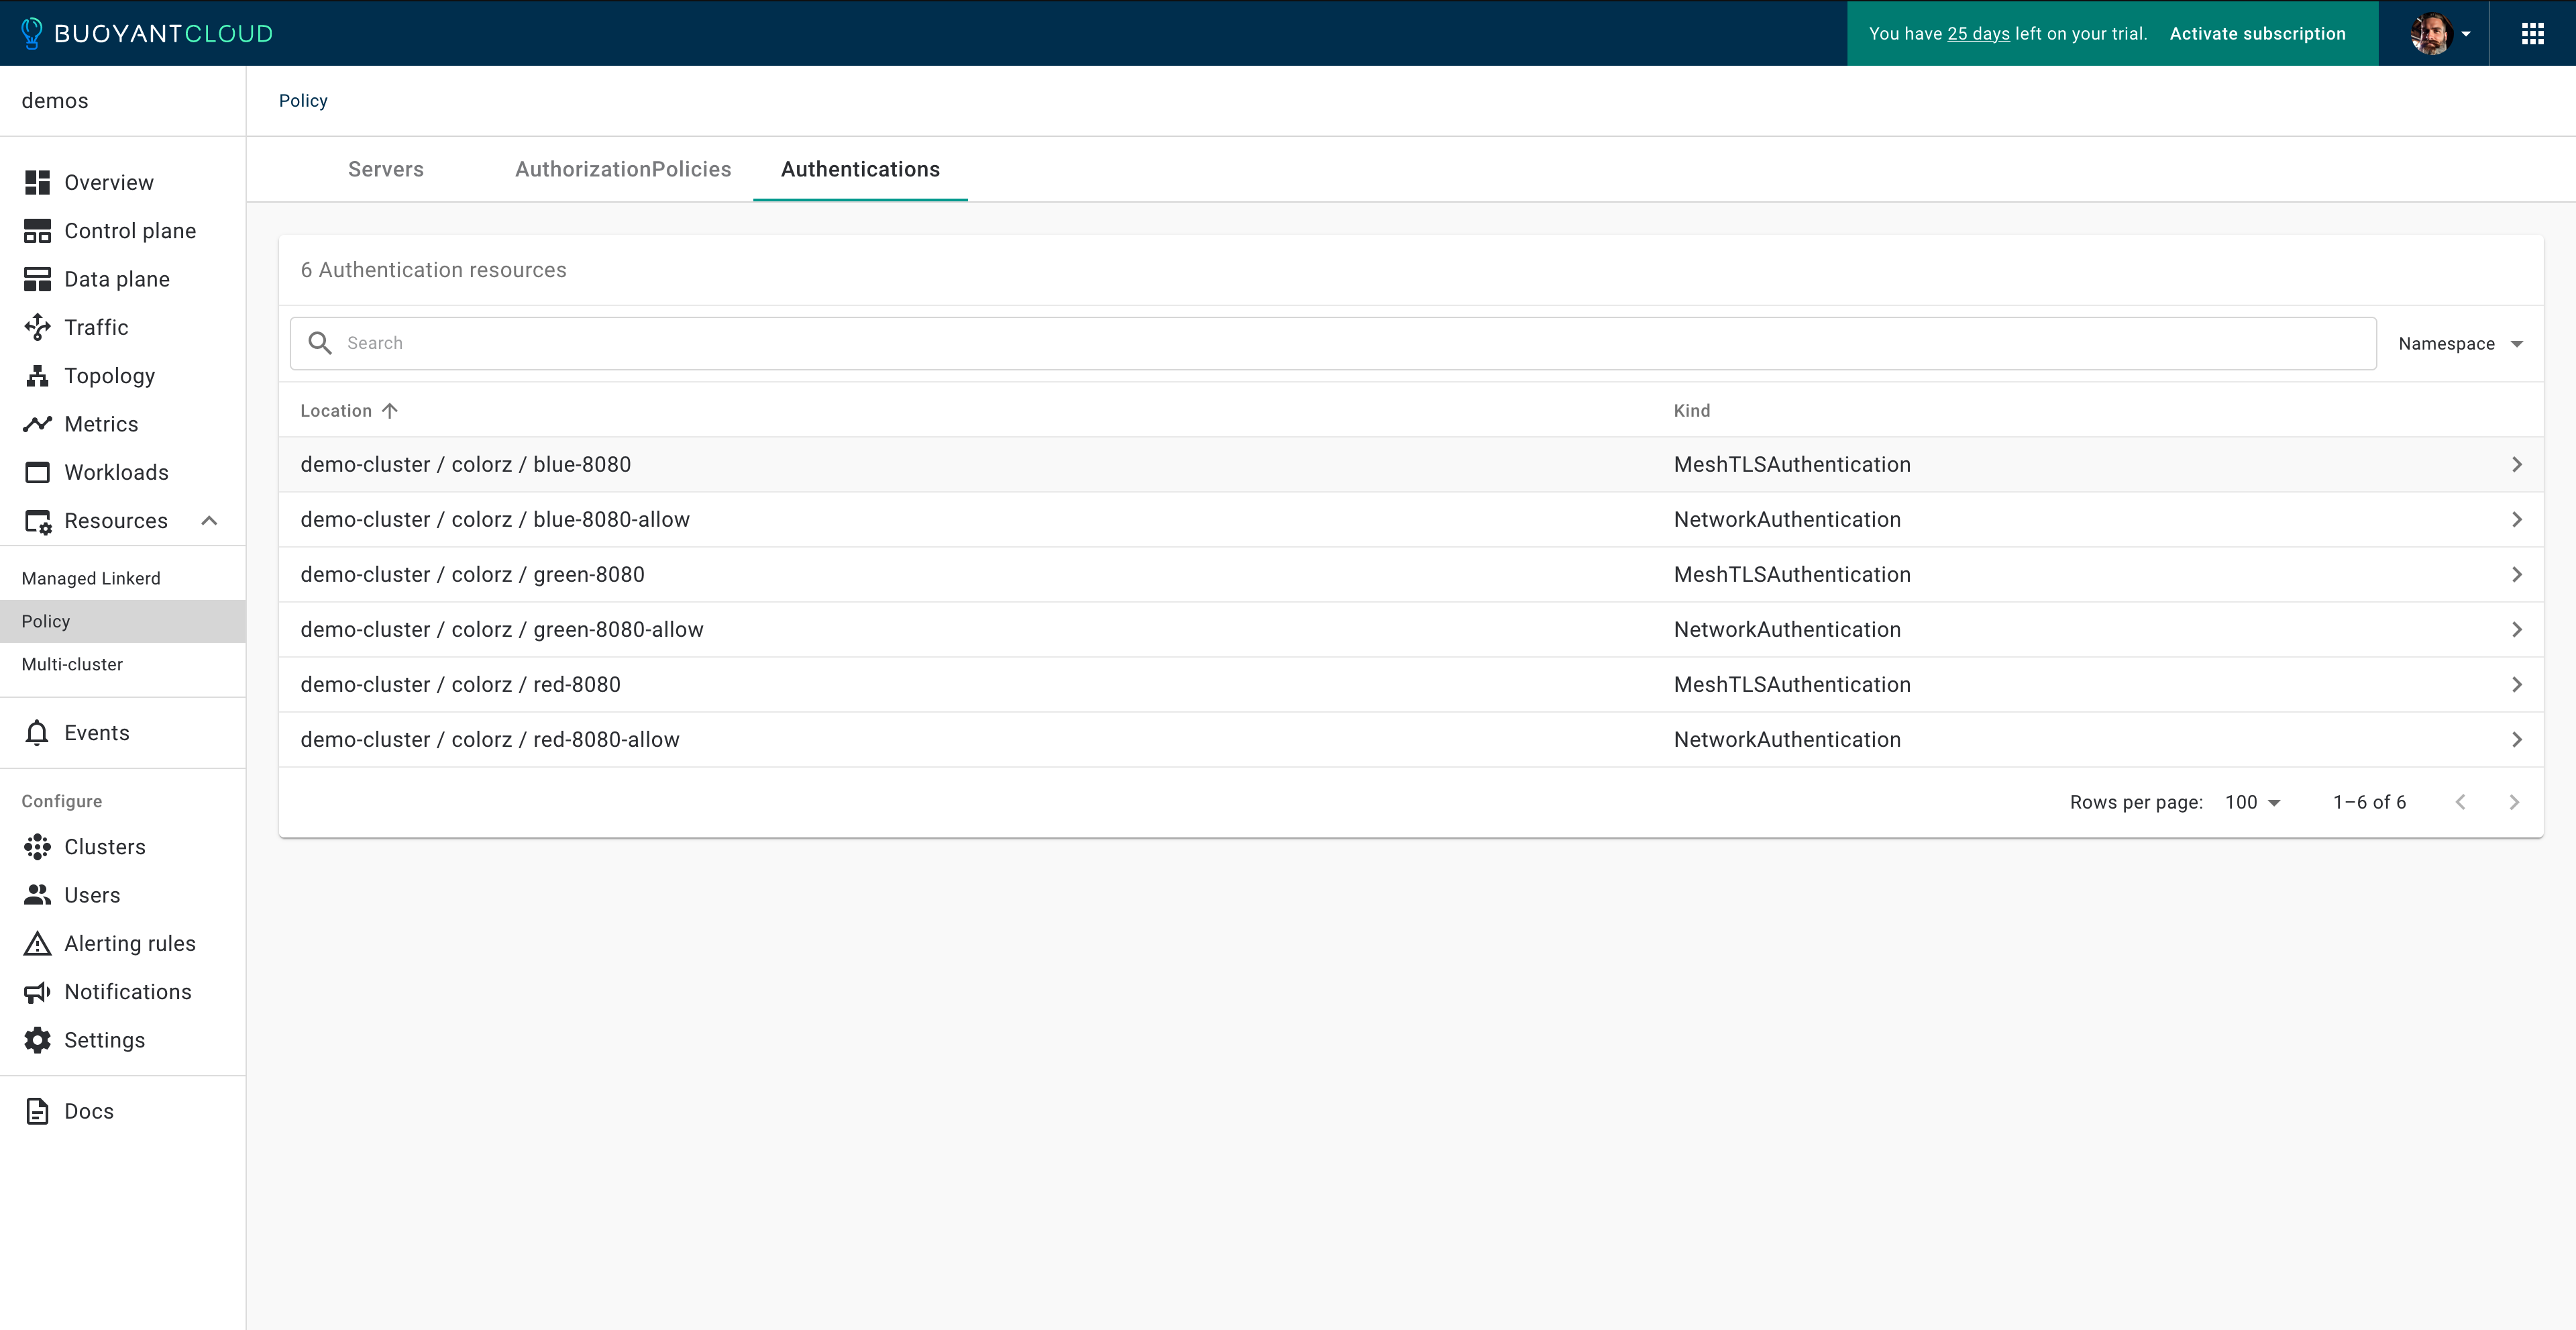 BUOYANTCLOUD
You have 25 days left on your trial. Activate subscription
demos
Policy
Overview
Control plane
Data plane
Traffic
Topology
Metrics
Workloads
Resources
Managed Linkerd
Policy
Multi-cluster
Events
Configure
Clusters
Users
Alerting rules
Notifications
Settings
Docs
Servers AuthorizationPolicies Authentications
6 Authentication resources
Search Namespace
Location Kind
demo-cluster / colorz / blue-8080 MeshTLSAuthentication
demo-cluster / colorz / blue-8080-allow NetworkAuthentication
demo-cluster / colorz / green-8080 MeshTLSAuthentication
demo-cluster / colorz / green-8080-allow NetworkAuthentication
demo-cluster / colorz / red-8080 MeshTLSAuthentication
demo-cluster / colorz / red-8080-allow NetworkAuthentication
Rows per page: 100 1–6 of 6